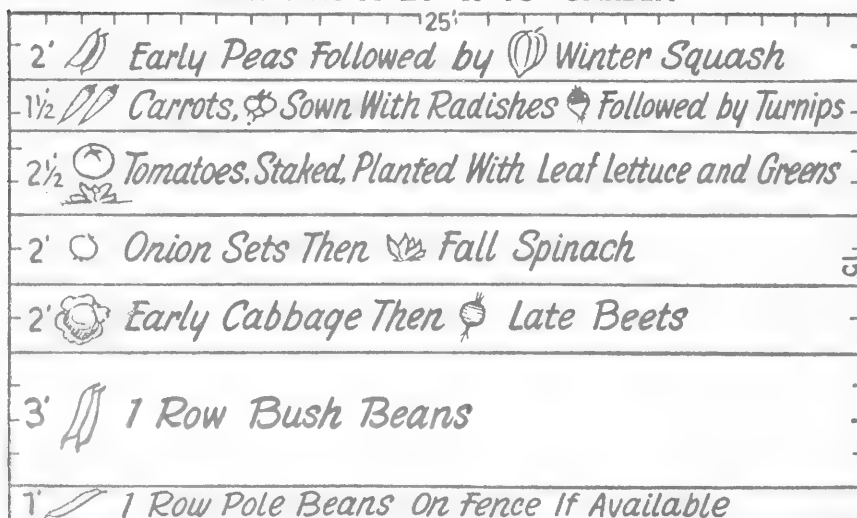 25'
2' Early Peas Followed by Winter Squash
1½ Carrots, Sown With Radishes Followed by Turnips
2½' Tomatoes. Staked, Planted With Leaf Lettuce and Greens
2' Onion Sets Then Fall Spinach
2' Early Cabbage Then Late Beets
3' 1 Row Bush Beans
1' 1 Row Pole Beans On Fence If Available